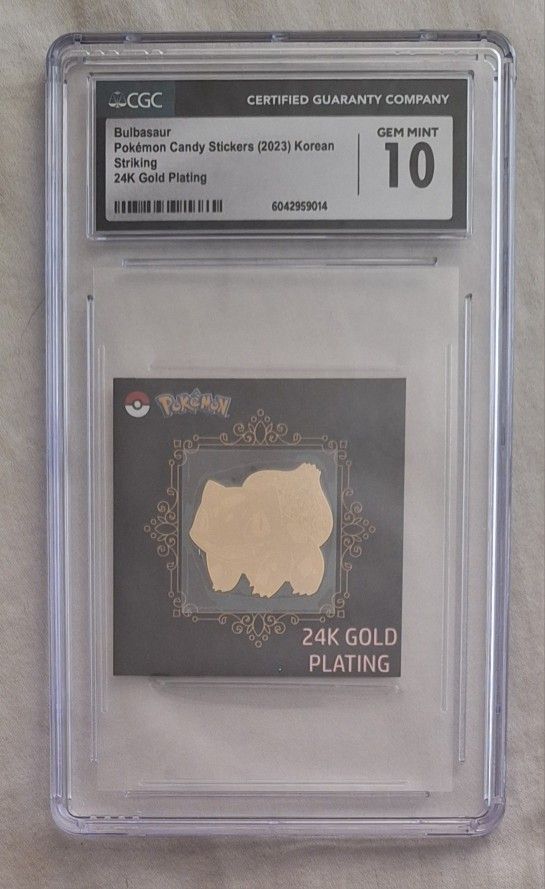 CGC
CERTIFIED GUARANTY COMPANY
Bulbasaur
Pokémon Candy Stickers (2023) Korean
Striking
24K Gold Plating
6042959014
GEM MINT
10
POKÉMON
24K GOLD
PLATING